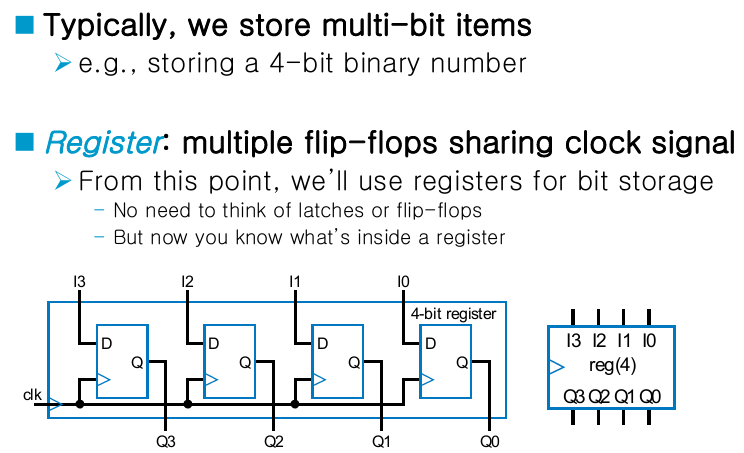 Typically, we store multi-bit items
e.g., storing a 4-bit binary number
Register: multiple flip-flops sharing clock signal
From this point, we'll use registers for bit storage
- No need to think of latches or flip-flops
- But now you know what's inside a register
I3 I2 I1 I0
4-bit register
D D D D
Q Q Q Q
clk
Q3 Q2 Q1 Q0
I3 I2 I1 I0
reg(4)
Q3 Q2 Q1 Q0